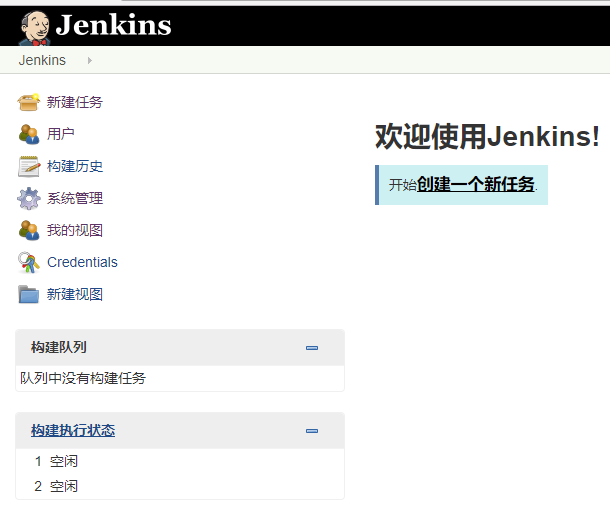 Jenkins
Jenkins
新建任务
用户
构建历史
系统管理
我的视图
Credentials
新建视图
构建队列
队列中没有构建任务
构建执行状态
1 空闲
2 空闲
欢迎使用Jenkins!
开始创建一个新任务.